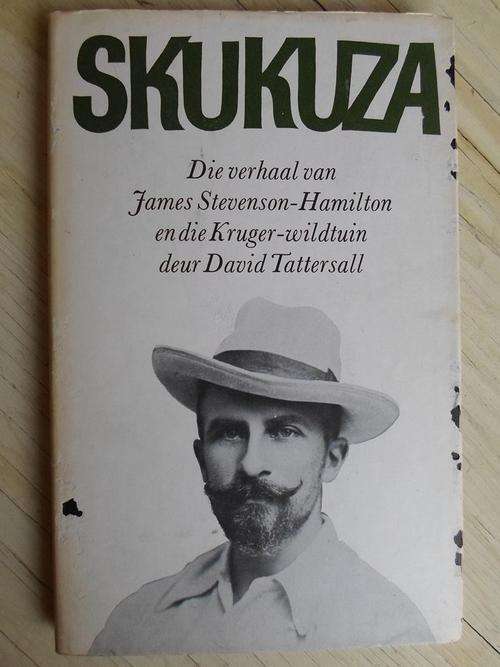 SKUKUZA
Die verhaal van
James Stevenson-Hamilton
en die Kruger-wildtuin
deur David Tattersall